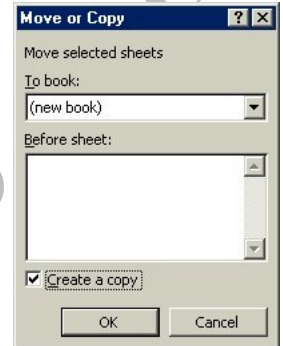 Move or Copy
Move selected sheets
To book:
(new book)
Before sheet:
Create a copy
OK
Cancel